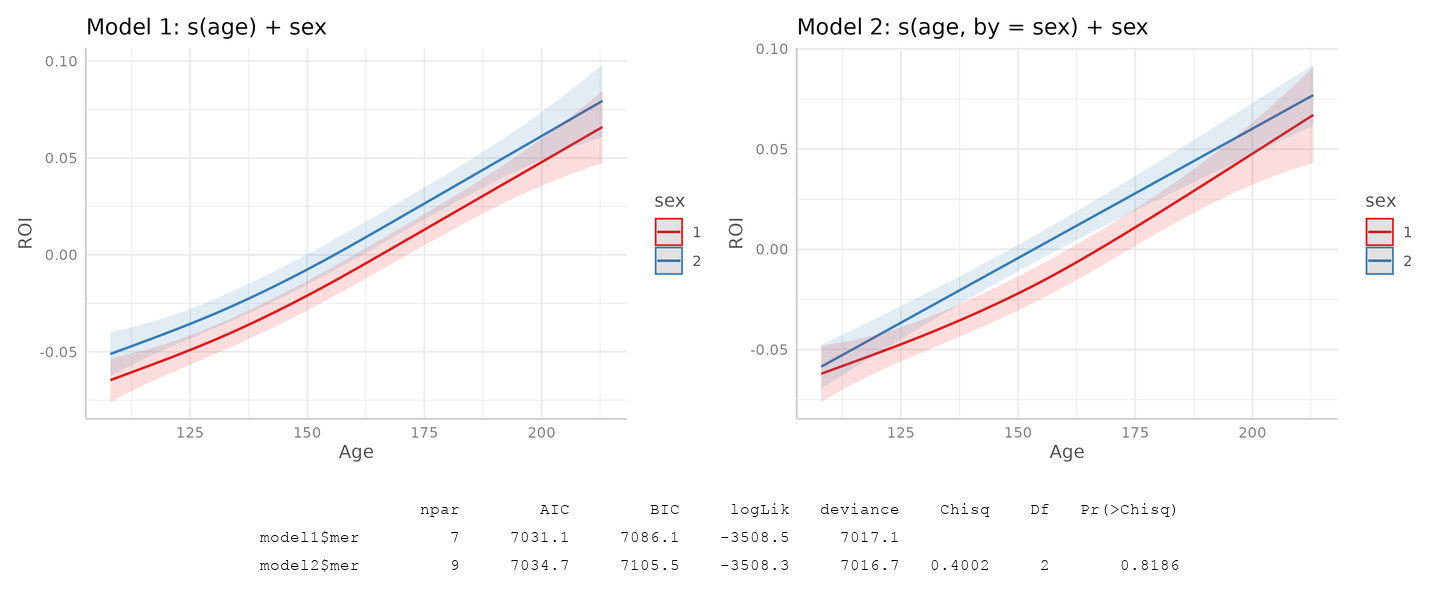 Model 1: s(age) + sex
0.10
0.05
0.00
-0.05
ROI
125 150 175 200
Age
sex
1
2
Model 2: s(age, by = sex) + sex
0.10
0.05
0.00
-0.05
ROI
125 150 175 200
Age
sex
1
2
npar AIC BIC logLik deviance Chisq Df Pr(>Chisq)
model1$mer 7 7031.1 7086.1 -3508.5 7017.1
model2$mer 9 7034.7 7105.5 -3508.3 7016.7 0.4002 2 0.8186